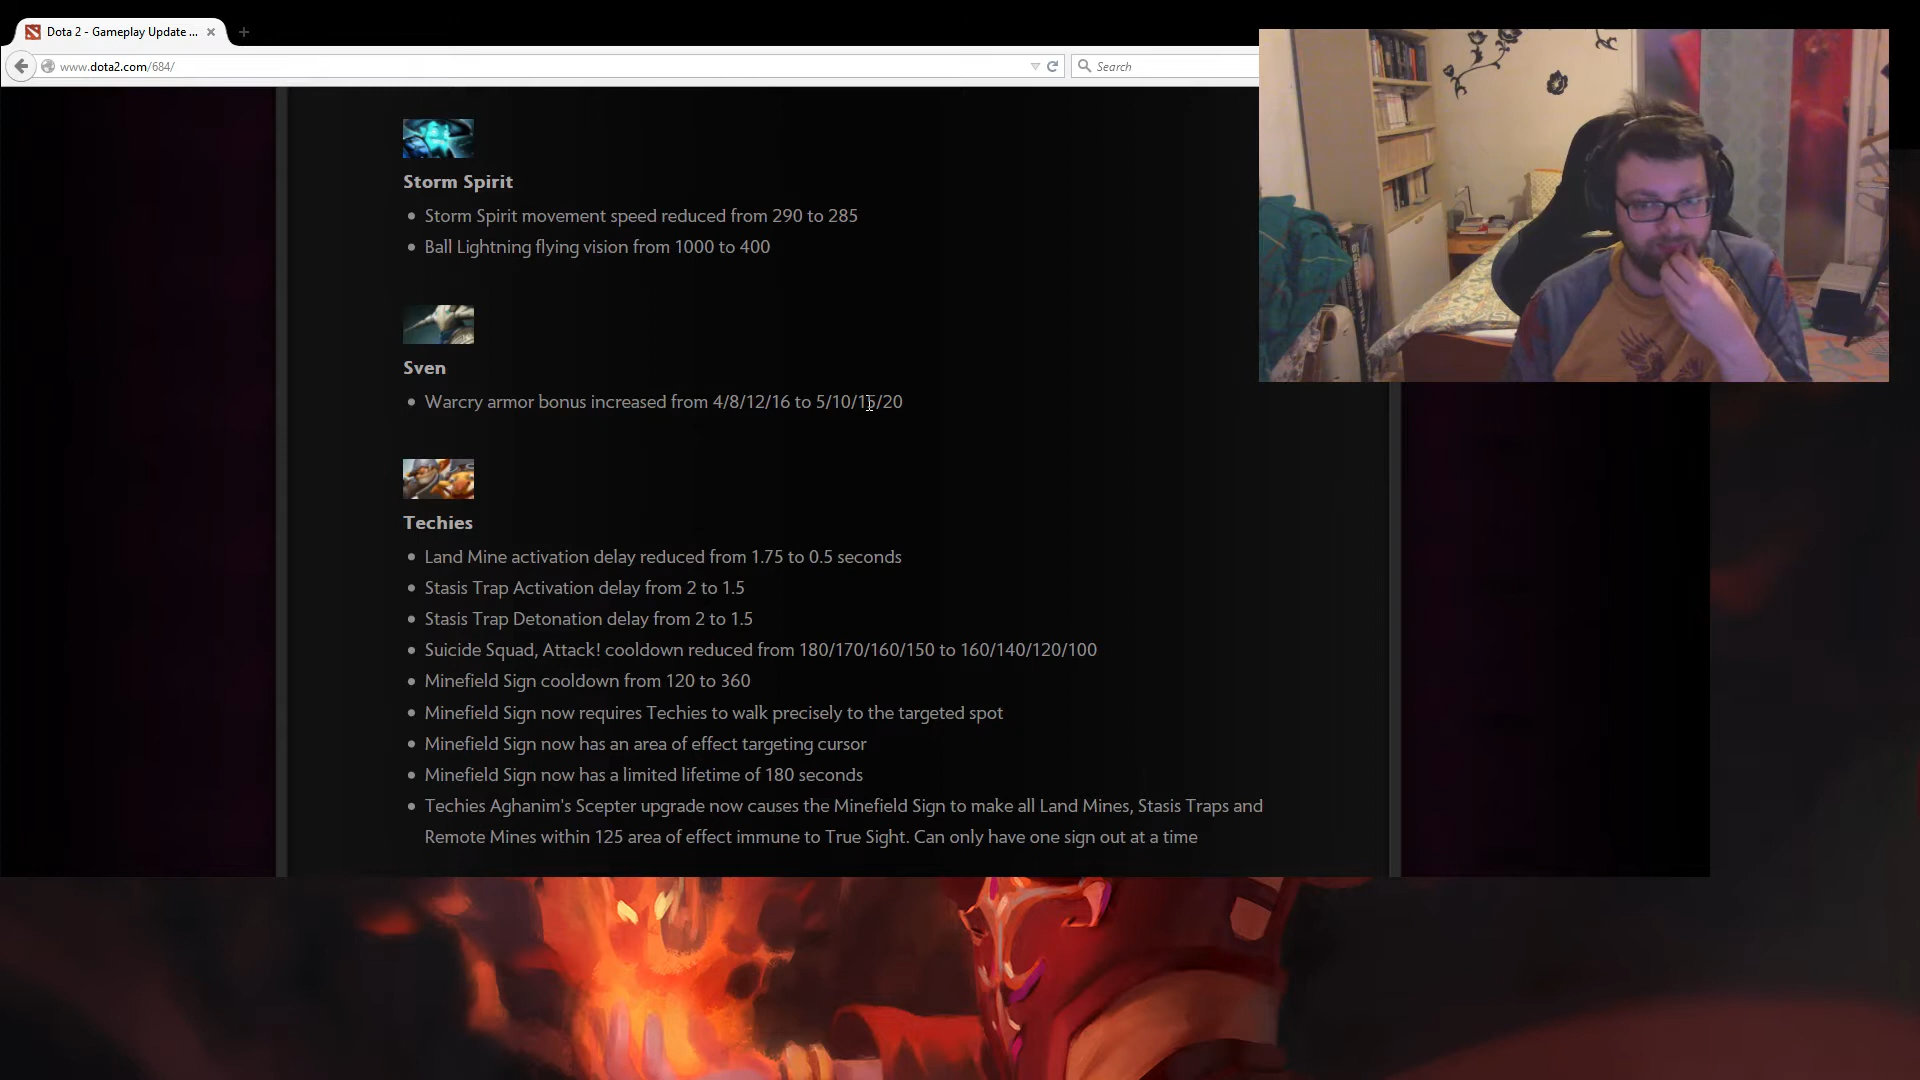 Dota 2 - Gameplay Update ...
www.dota2.com/684/
Search
Storm Spirit
Storm Spirit movement speed reduced from 290 to 285
Ball Lightning flying vision from 1000 to 400
Sven
Warcry armor bonus increased from 4/8/12/16 to 5/10/15/20
Techies
Land Mine activation delay reduced from 1.75 to 0.5 seconds
Stasis Trap Activation delay from 2 to 1.5
Stasis Trap Detonation delay from 2 to 1.5
Suicide Squad, Attack! cooldown reduced from 180/170/160/150 to 160/140/120/100
Minefield Sign cooldown from 120 to 360
Minefield Sign now requires Techies to walk precisely to the targeted spot
Minefield Sign now has an area of effect targeting cursor
Minefield Sign now has a limited lifetime of 180 seconds
Techies Aghanim's Scepter upgrade now causes the Minefield Sign to make all Land Mines, Stasis Traps and
Remote Mines within 125 area of effect immune to True Sight. Can only have one sign out at a time